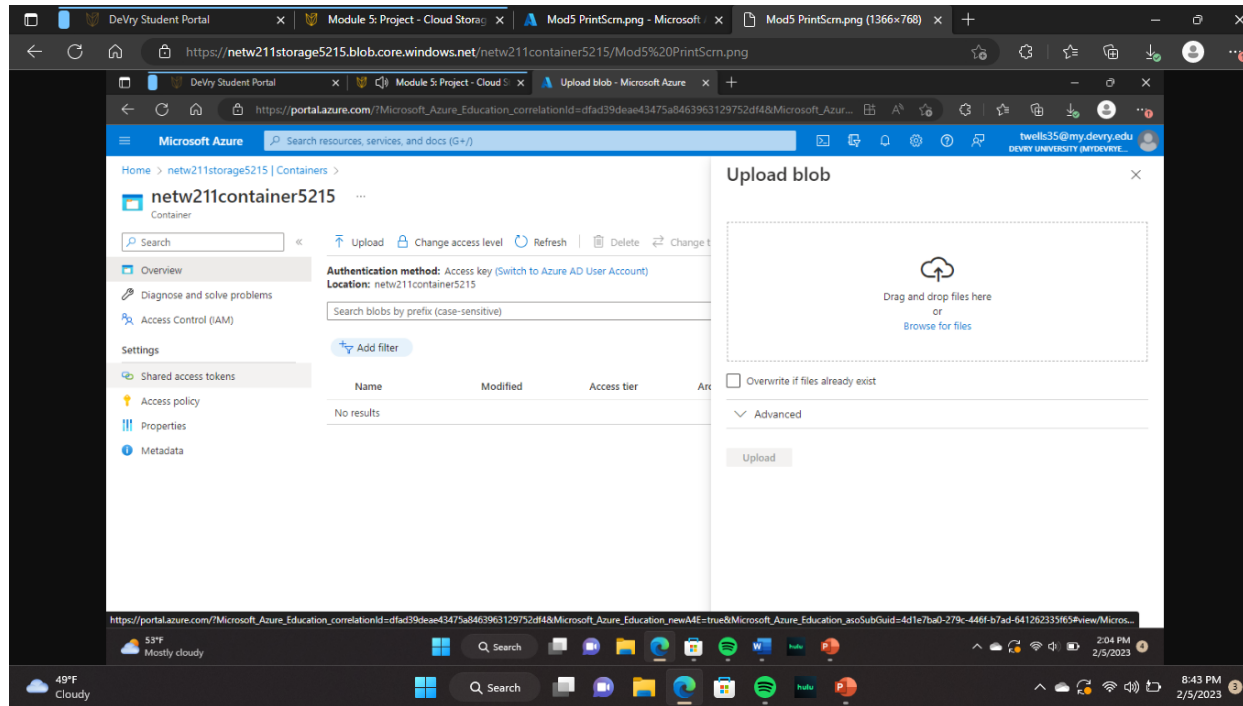 DeVry Student Portal
Module 5: Project - Cloud Storag
Mod5 PrintScrn.png - Microsoft
Mod5 PrintScrn.png (1366×768)
https://netw211storage5215.blob.core.windows.net/netw211container5215/Mod5%20PrintScrn.png
DeVry Student Portal
Module 5: Project - Cloud S
Upload blob - Microsoft Azure
https://portal.azure.com/?Microsoft_Azure_Education_correlationId=dfad39deae43475a8463963129752df4&Microsoft_Azur...
Microsoft Azure
Search resources, services, and docs (G+/)
twells35@my.devry.edu
DEVRY UNIVERSITY (MYDEVRYE...
Home > netw211storage5215 | Containers >
netw211container5215 ...
Container
Search
Overview
Diagnose and solve problems
Access Control (IAM)
Settings
Shared access tokens
Access policy
Properties
Metadata
Upload Change access level Refresh Delete Change t
Authentication method: Access key (Switch to Azure AD User Account)
Location: netw211container5215
Search blobs by prefix (case-sensitive)
Add filter
Name Modified Access tier Arc
No results
Upload blob
Drag and drop files here
or
Browse for files
Overwrite if files already exist
Advanced
Upload
https://portal.azure.com/?Microsoft_Azure_Education_correlationId=dfad39deae43475a8463963129752df4&Microsoft_Azure_Education_newA4E=true&Microsoft_Azure_Education_asoSubGuid=4d1e7ba0-279c-446f-b7ad-641262335f65#view/Micros...
53°F
Mostly cloudy
Search
hulu
2:04 PM
2/5/2023
4
49°F
Cloudy
Search
hulu
8:43 PM
2/5/2023
3